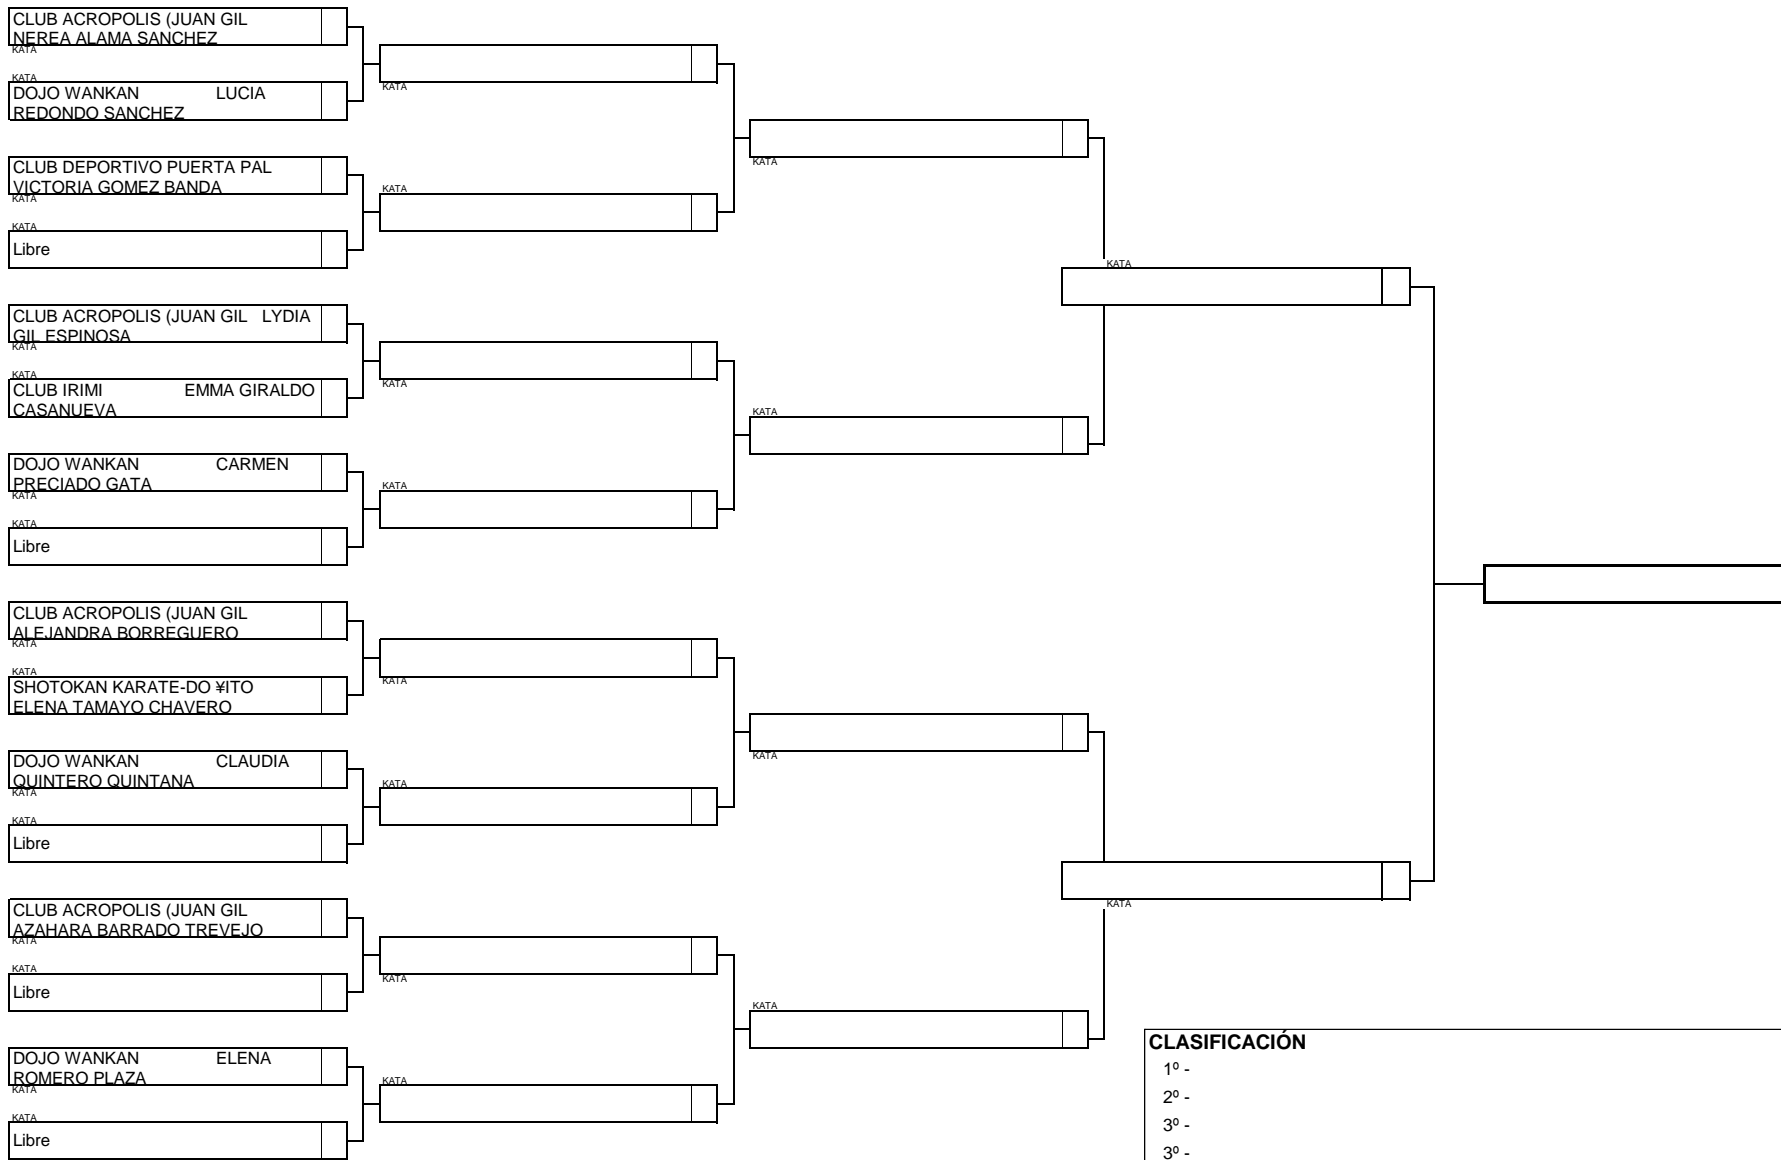 CLUB ACROPOLIS (JUAN GIL
NEREA ALAMA SANCHEZ
KATA
KATA
DOJO WANKAN LUCIA
REDONDO SANCHEZ
CLUB DEPORTIVO PUERTA PAL
VICTORIA GOMEZ BANDA
KATA
KATA
Libre
CLUB ACROPOLIS (JUAN GIL LYDIA
GIL ESPINOSA
KATA
KATA
CLUB IRIMI EMMA GIRALDO
CASANUEVA
DOJO WANKAN CARMEN
PRECIADO GATA
KATA
KATA
Libre
CLUB ACROPOLIS (JUAN GIL
ALEJANDRA BORREGUERO
KATA
KATA
SHOTOKAN KARATE-DO ¥ITO
ELENA TAMAYO CHAVERO
DOJO WANKAN CLAUDIA
QUINTERO QUINTANA
KATA
KATA
Libre
CLUB ACROPOLIS (JUAN GIL
AZAHARA BARRADO TREVEJO
KATA
KATA
Libre
DOJO WANKAN ELENA
ROMERO PLAZA
KATA
KATA
Libre
KATA
KATA
KATA
KATA
KATA
KATA
KATA
KATA
KATA
KATA
KATA
KATA
KATA
KATA
CLASIFICACIÓN
1º -
2º -
3º -
3º -